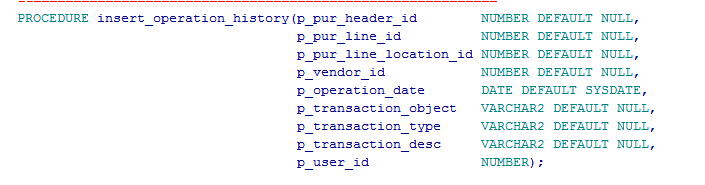 PROCEDURE insert_operation_history(p_pur_header_id        NUMBER DEFAULT NULL,
                                   p_pur_line_id          NUMBER DEFAULT NULL,
                                   p_pur_line_location_id NUMBER DEFAULT NULL,
                                   p_vendor_id            NUMBER DEFAULT NULL,
                                   p_operation_date       DATE DEFAULT SYSDATE,
                                   p_transaction_object   VARCHAR2 DEFAULT NULL,
                                   p_transaction_type     VARCHAR2 DEFAULT NULL,
                                   p_transaction_desc     VARCHAR2 DEFAULT NULL,
                                   p_user_id              NUMBER);